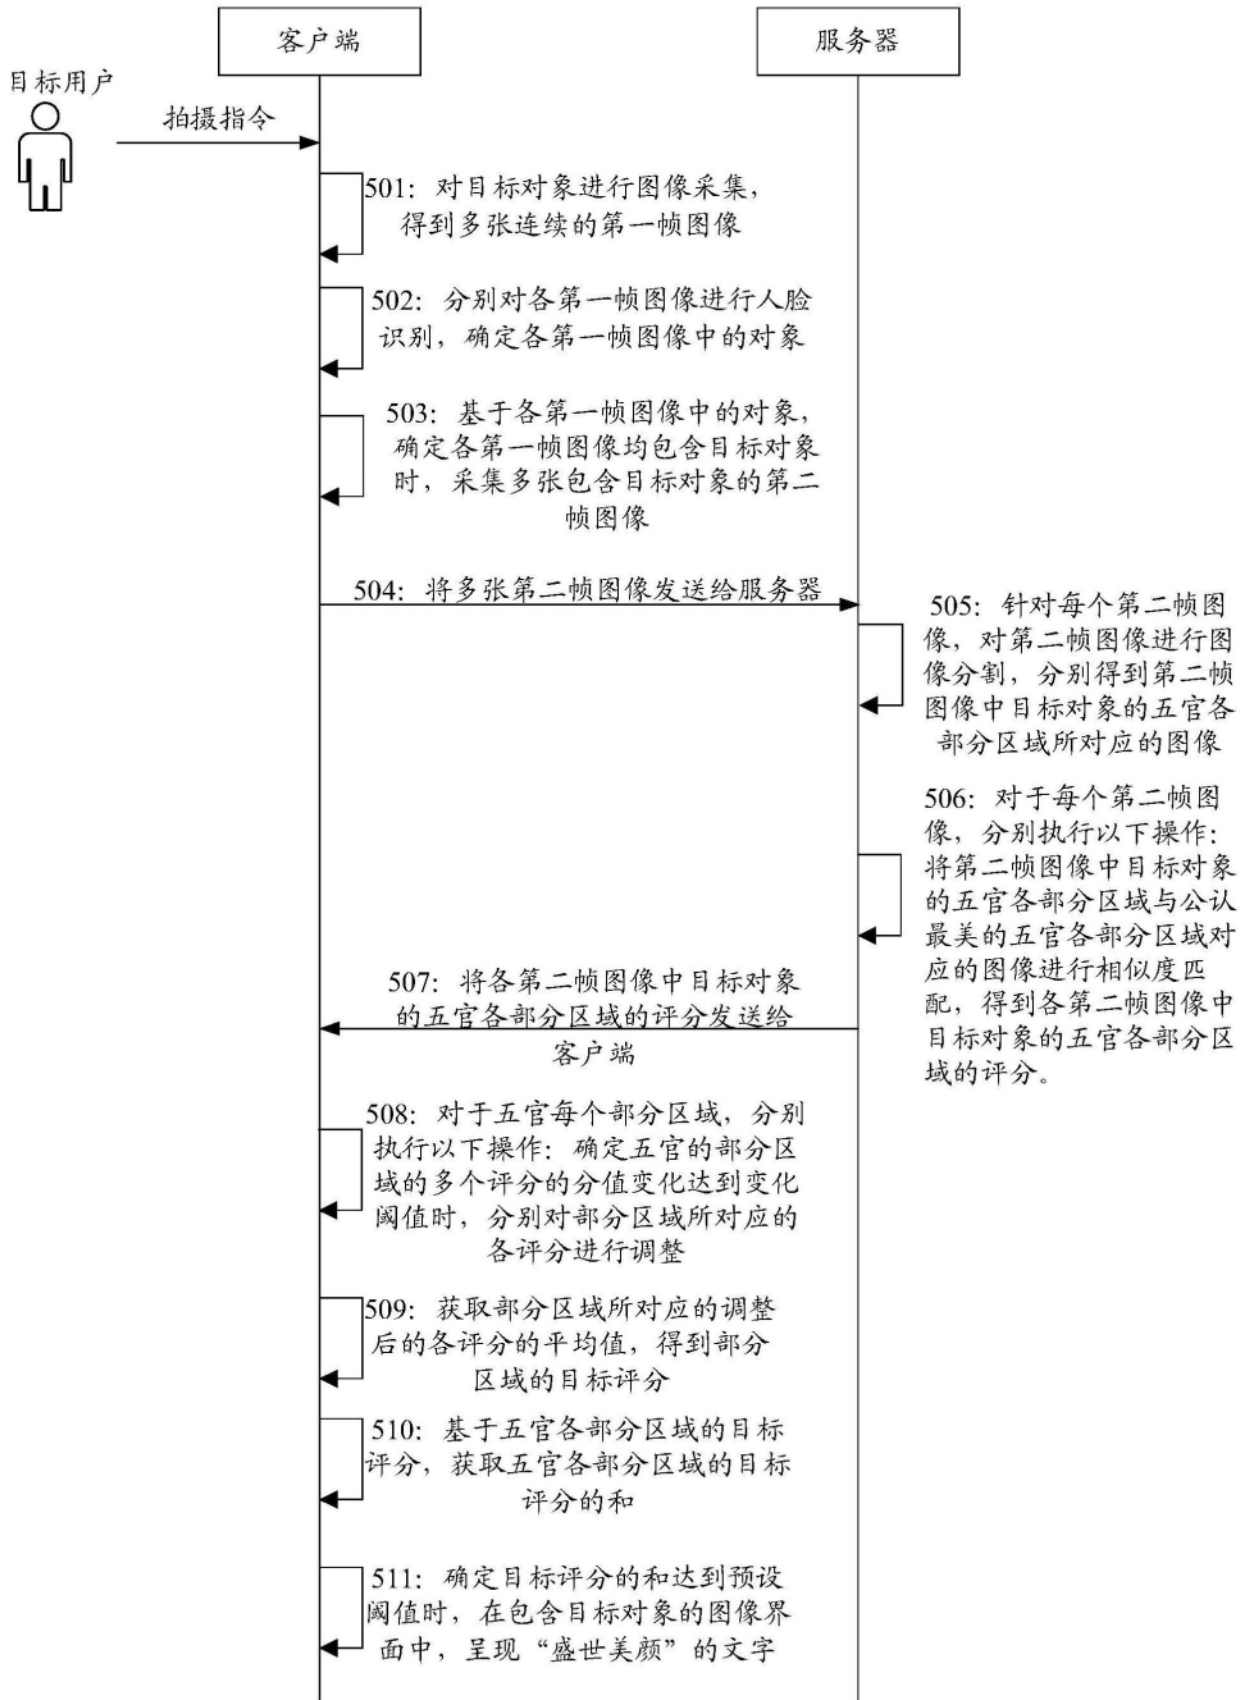 客户端
服务器
目标用户
拍摄指令
501：对目标对象进行图像采集，
得到多张连续的第一帧图像
502：分别对各第一帧图像进行人脸
识别，确定各第一帧图像中的对象
503：基于各第一帧图像中的对象，
确定各第一帧图像均包含目标对象
时，采集多张包含目标对象的第二
帧图像
504：将多张第二帧图像发送给服务器
505：针对每个第二帧图
像，对第二帧图像进行图
像分割，分别得到第二帧
图像中目标对象的五官各
部分区域所对应的图像
506：对于每个第二帧图
像，分别执行以下操作：
将第二帧图像中目标对象
的五官各部分区域与公认
最美的五官各部分区域对
应的图像进行相似度匹
配，得到各第二帧图像中
目标对象的五官各部分区
域的评分。
507：将各第二帧图像中目标对象
的五官各部分区域的评分发送给
客户端
508：对于五官每个部分区域，分别
执行以下操作：确定五官的部分区
域的多个评分的分值变化达到变化
阈值时，分别对部分区域所对应的
各评分进行调整
509：获取部分区域所对应的调整
后的各评分的平均值，得到部分
区域的目标评分
510：基于五官各部分区域的目标
评分，获取五官各部分区域的目标
评分的和
511：确定目标评分的和达到预设
阈值时，在包含目标对象的图像界
面中，呈现“盛世美颜”的文字